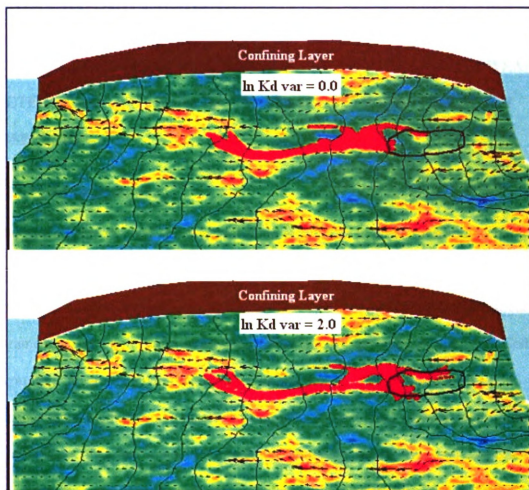 Confining Layer
ln Kd var = 0.0
Confining Layer
ln Kd var = 2.0